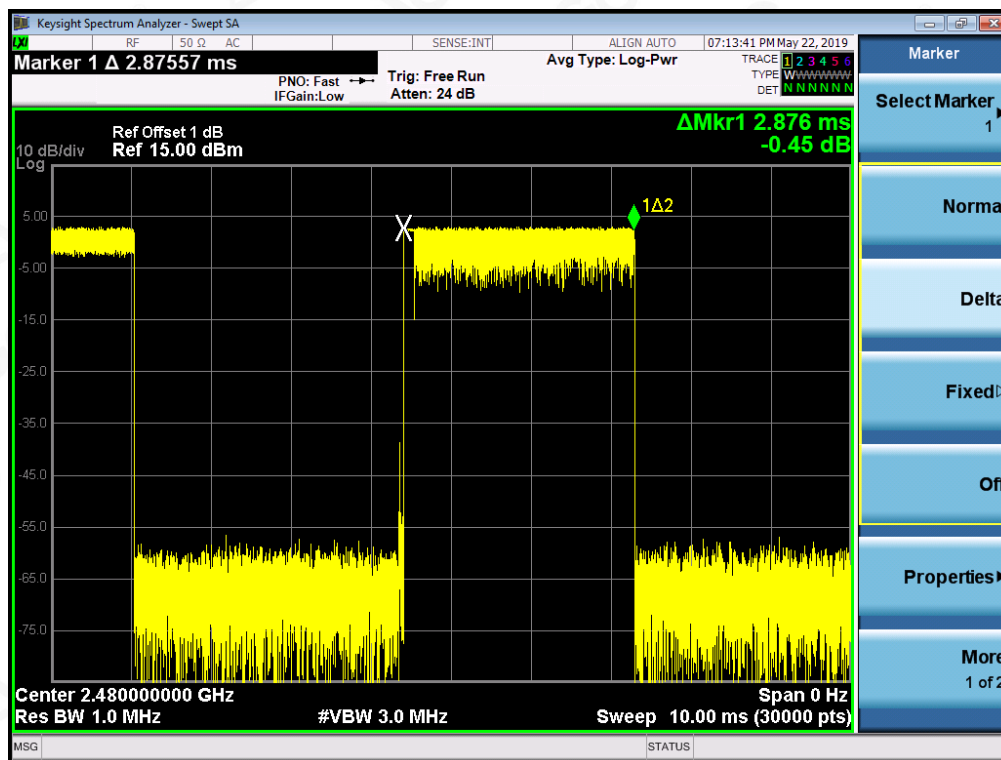 Keysight Spectrum Analyzer - Swept SA
LXI RF 50 Ω AC SENSE:INT ALIGN AUTO 07:13:41 PM May 22, 2019
Marker 1 Δ 2.87557 ms
PNO: Fast
IFGain:Low
Trig: Free Run
Atten: 24 dB
Avg Type: Log-Pwr
TRACE 1 2 3 4 5 6
TYPE WWWWWW
DET N N N N N N
ΔMkr1 2.876 ms
-0.45 dB
Ref Offset 1 dB
10 dB/div Ref 15.00 dBm
Log
1Δ2
5.00
-5.00
-15.0
-25.0
-35.0
-45.0
-55.0
-65.0
-75.0
Center 2.480000000 GHz Span 0 Hz
Res BW 1.0 MHz #VBW 3.0 MHz Sweep 10.00 ms (30000 pts)
MSG STATUS
Marker
Select Marker
1
Norma
Delta
Fixed
Off
Properties
More
1 of 2